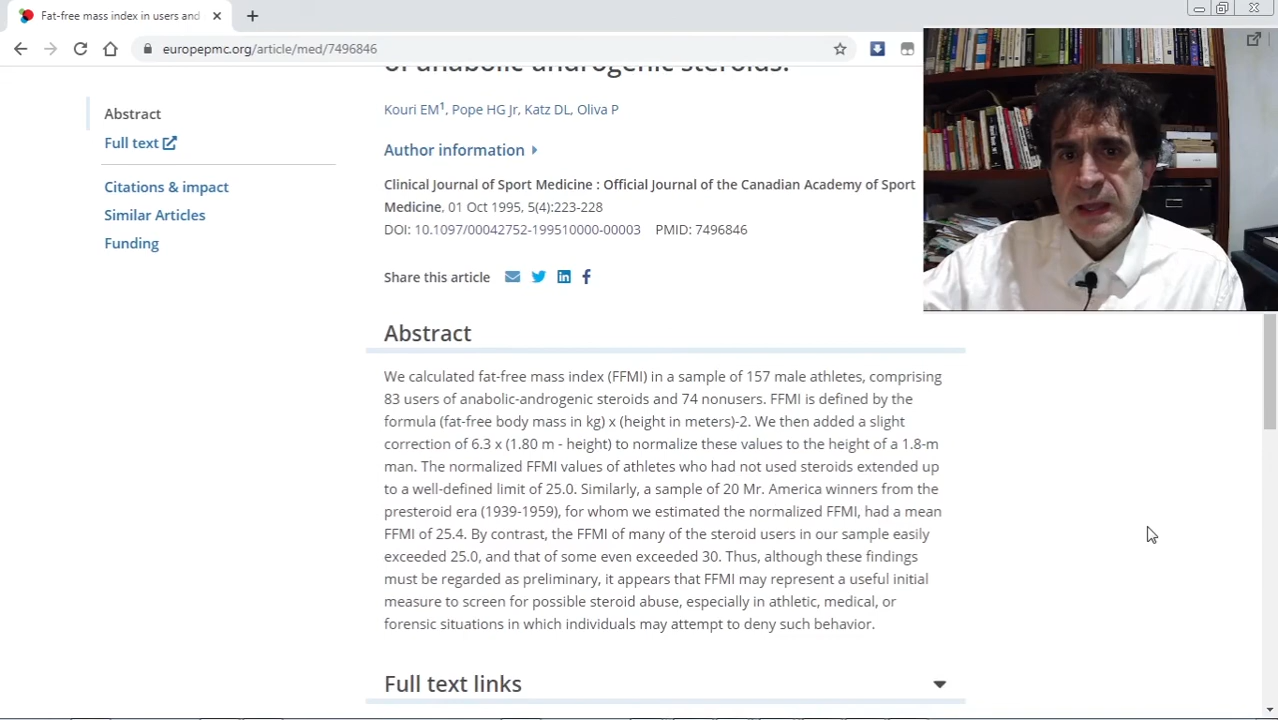 Fat-free mass index in users and
europepmc.org/article/med/7496846
of anabolic-androgenic steroids.
Abstract
Full text
Citations & impact
Similar Articles
Funding
Kouri EM1, Pope HG Jr, Katz DL, Oliva P
Author information
Clinical Journal of Sport Medicine : Official Journal of the Canadian Academy of Sport
Medicine, 01 Oct 1995, 5(4):223-228
DOI: 10.1097/00042752-199510000-00003 PMID: 7496846
Share this article
Abstract
We calculated fat-free mass index (FFMI) in a sample of 157 male athletes, comprising
83 users of anabolic-androgenic steroids and 74 nonusers. FFMI is defined by the
formula (fat-free body mass in kg) x (height in meters)-2. We then added a slight
correction of 6.3 x (1.80 m - height) to normalize these values to the height of a 1.8-m
man. The normalized FFMI values of athletes who had not used steroids extended up
to a well-defined limit of 25.0. Similarly, a sample of 20 Mr. America winners from the
presteroid era (1939-1959), for whom we estimated the normalized FFMI, had a mean
FFMI of 25.4. By contrast, the FFMI of many of the steroid users in our sample easily
exceeded 25.0, and that of some even exceeded 30. Thus, although these findings
must be regarded as preliminary, it appears that FFMI may represent a useful initial
measure to screen for possible steroid abuse, especially in athletic, medical, or
forensic situations in which individuals may attempt to deny such behavior.
Full text links